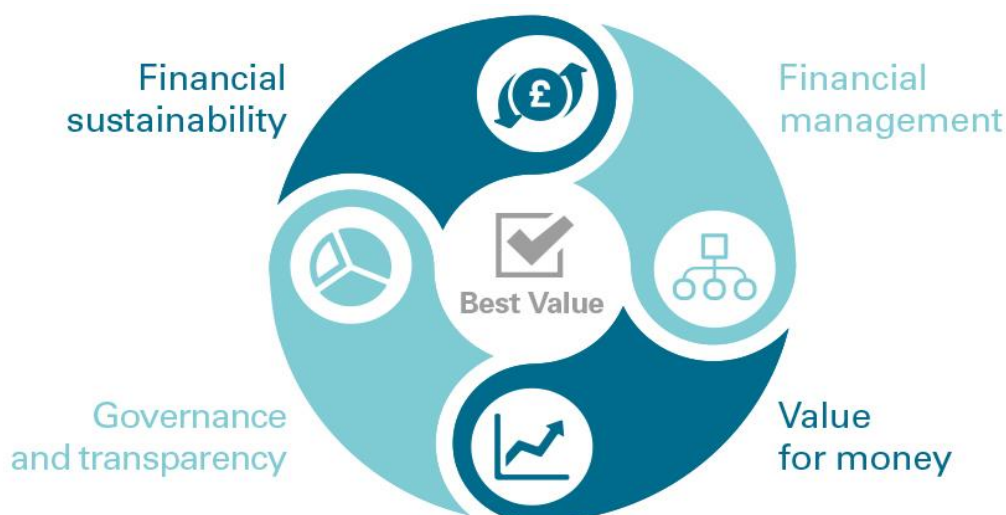 Financial
sustainability
Financial
management
£
Best Value
Governance
and transparency
Value
for money